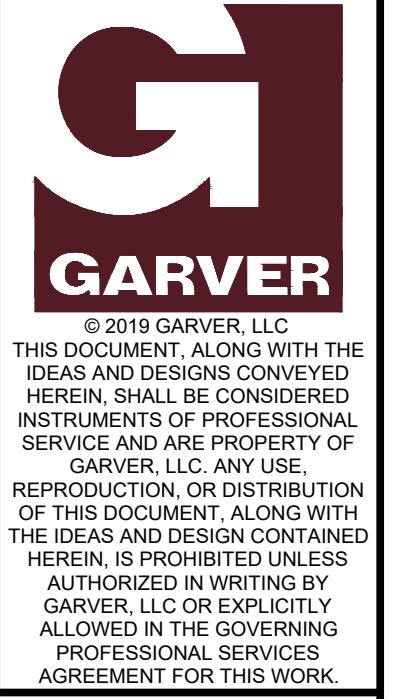 GARVER
© 2019 GARVER, LLC
THIS DOCUMENT, ALONG WITH THE
IDEAS AND DESIGNS CONVEYED
HEREIN, SHALL BE CONSIDERED
INSTRUMENTS OF PROFESSIONAL
SERVICE AND ARE PROPERTY OF
GARVER, LLC. ANY USE,
REPRODUCTION, OR DISTRIBUTION
OF THIS DOCUMENT, ALONG WITH
THE IDEAS AND DESIGN CONTAINED
HEREIN, IS PROHIBITED UNLESS
AUTHORIZED IN WRITING BY
GARVER, LLC OR EXPLICITLY
ALLOWED IN THE GOVERNING
PROFESSIONAL SERVICES
AGREEMENT FOR THIS WORK.